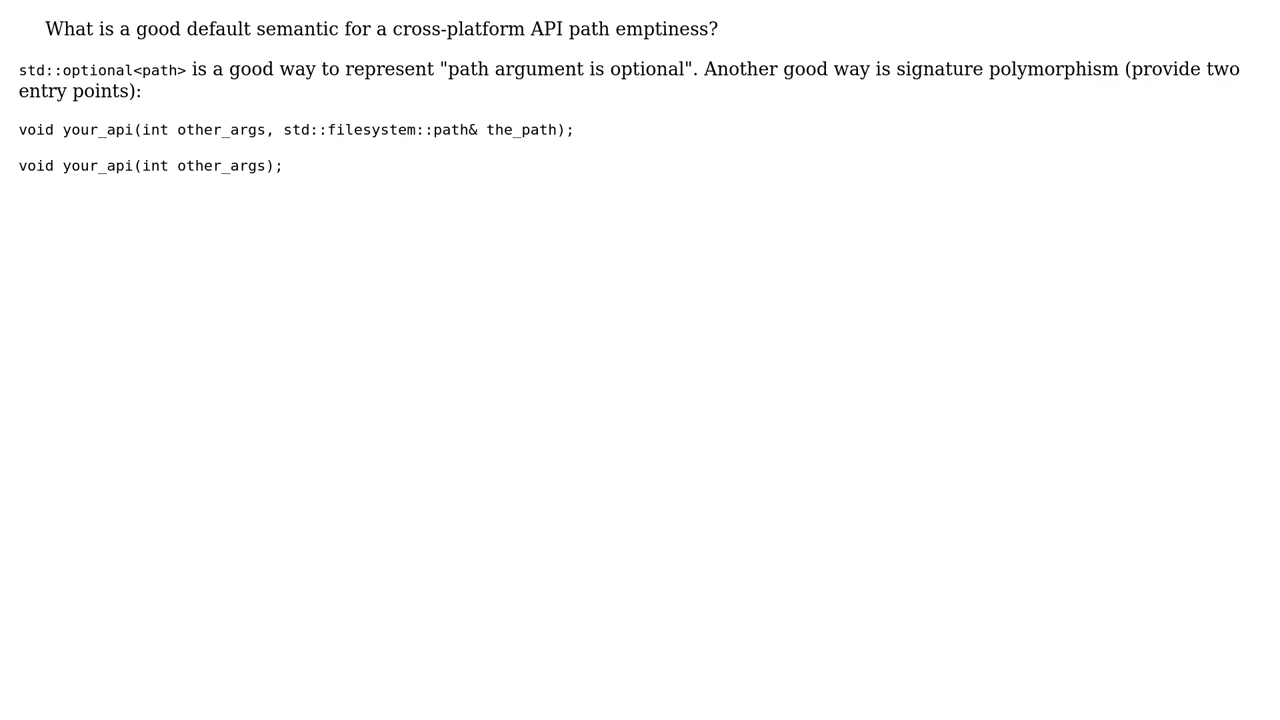 What is a good default semantic for a cross-platform API path emptiness?
std::optional<path> is a good way to represent "path argument is optional". Another good way is signature polymorphism (provide two
entry points):
void your_api(int other_args, std::filesystem::path& the_path);
void your_api(int other_args);